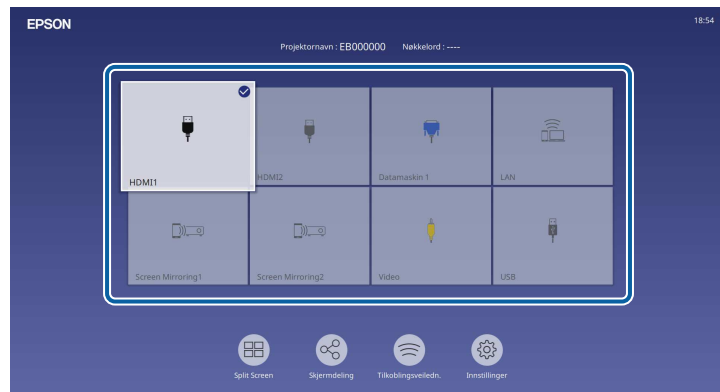 EPSON
18:54
Projektornavn : EB000000 Nøkkelord : ----
HDMI1 HDMI2 Datamaskin 1 LAN
Screen Mirroring1 Screen Mirroring2 Video USB
Split Screen Skjermdeling Tilkoblingsveiledn. Innstillinger